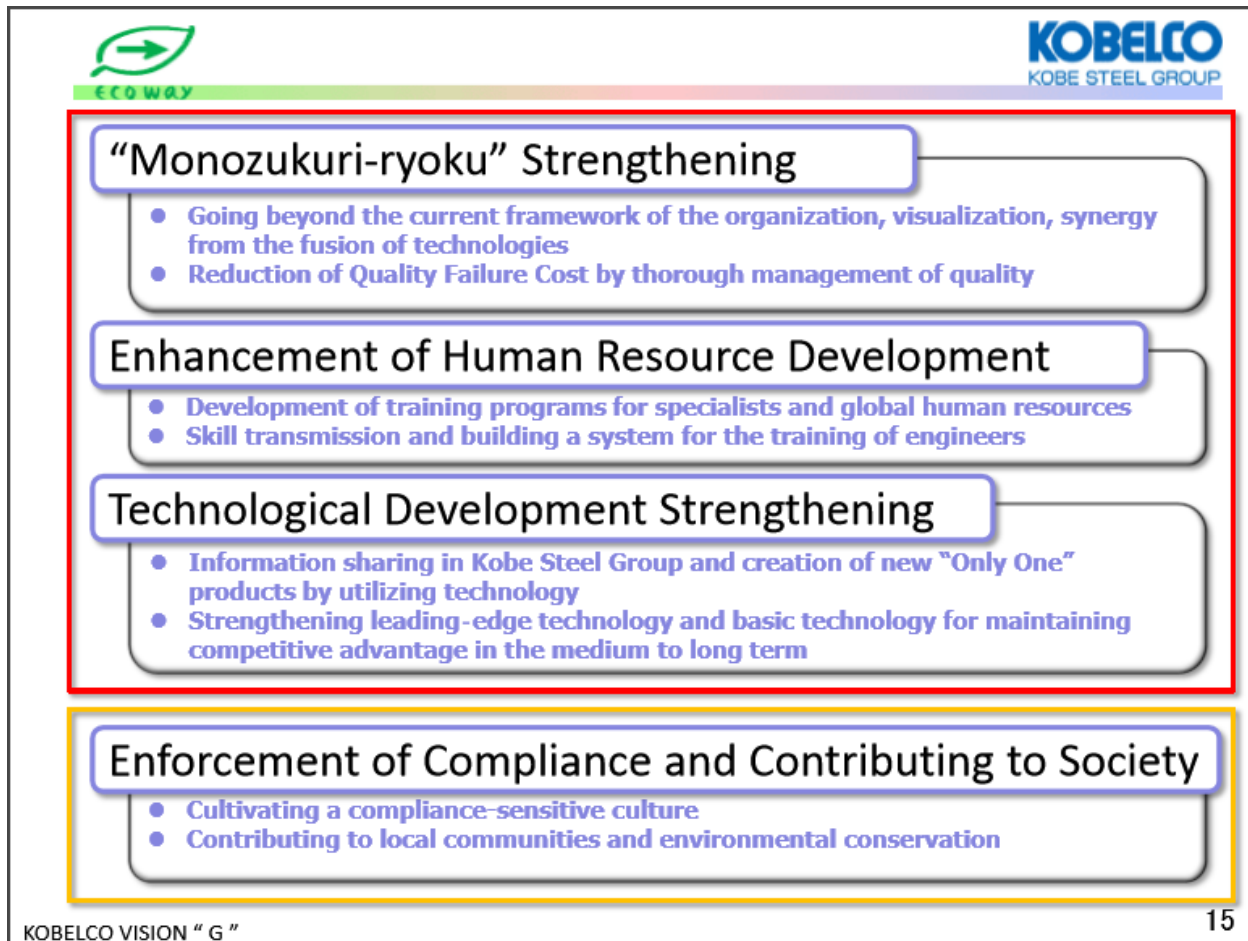 ECOWAY
KOBELCO
KOBE STEEL GROUP
“Monozukuri-ryoku” Strengthening
● Going beyond the current framework of the organization, visualization, synergy
from the fusion of technologies
● Reduction of Quality Failure Cost by thorough management of quality
Enhancement of Human Resource Development
● Development of training programs for specialists and global human resources
● Skill transmission and building a system for the training of engineers
Technological Development Strengthening
● Information sharing in Kobe Steel Group and creation of new “Only One”
products by utilizing technology
● Strengthening leading-edge technology and basic technology for maintaining
competitive advantage in the medium to long term
Enforcement of Compliance and Contributing to Society
● Cultivating a compliance-sensitive culture
● Contributing to local communities and environmental conservation
KOBELCO VISION “ G ”
15